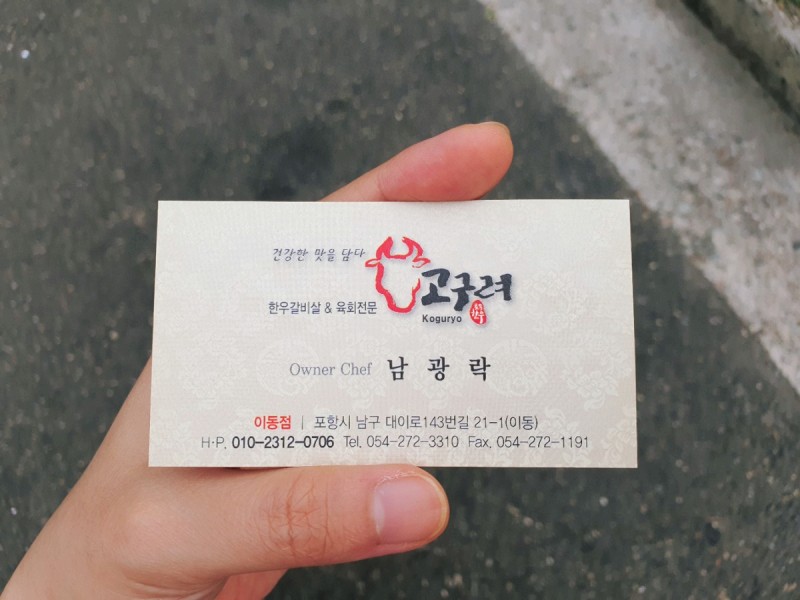 건강한 맛을 담다
고구려
한우갈비살 & 육회전문
Koguryo
Owner Chef 남 광 락
이동점 | 포항시 남구 대이로143번길 21-1(이동)
H·P. 010-2312-0706 Tel. 054-272-3310 Fax. 054-272-1191